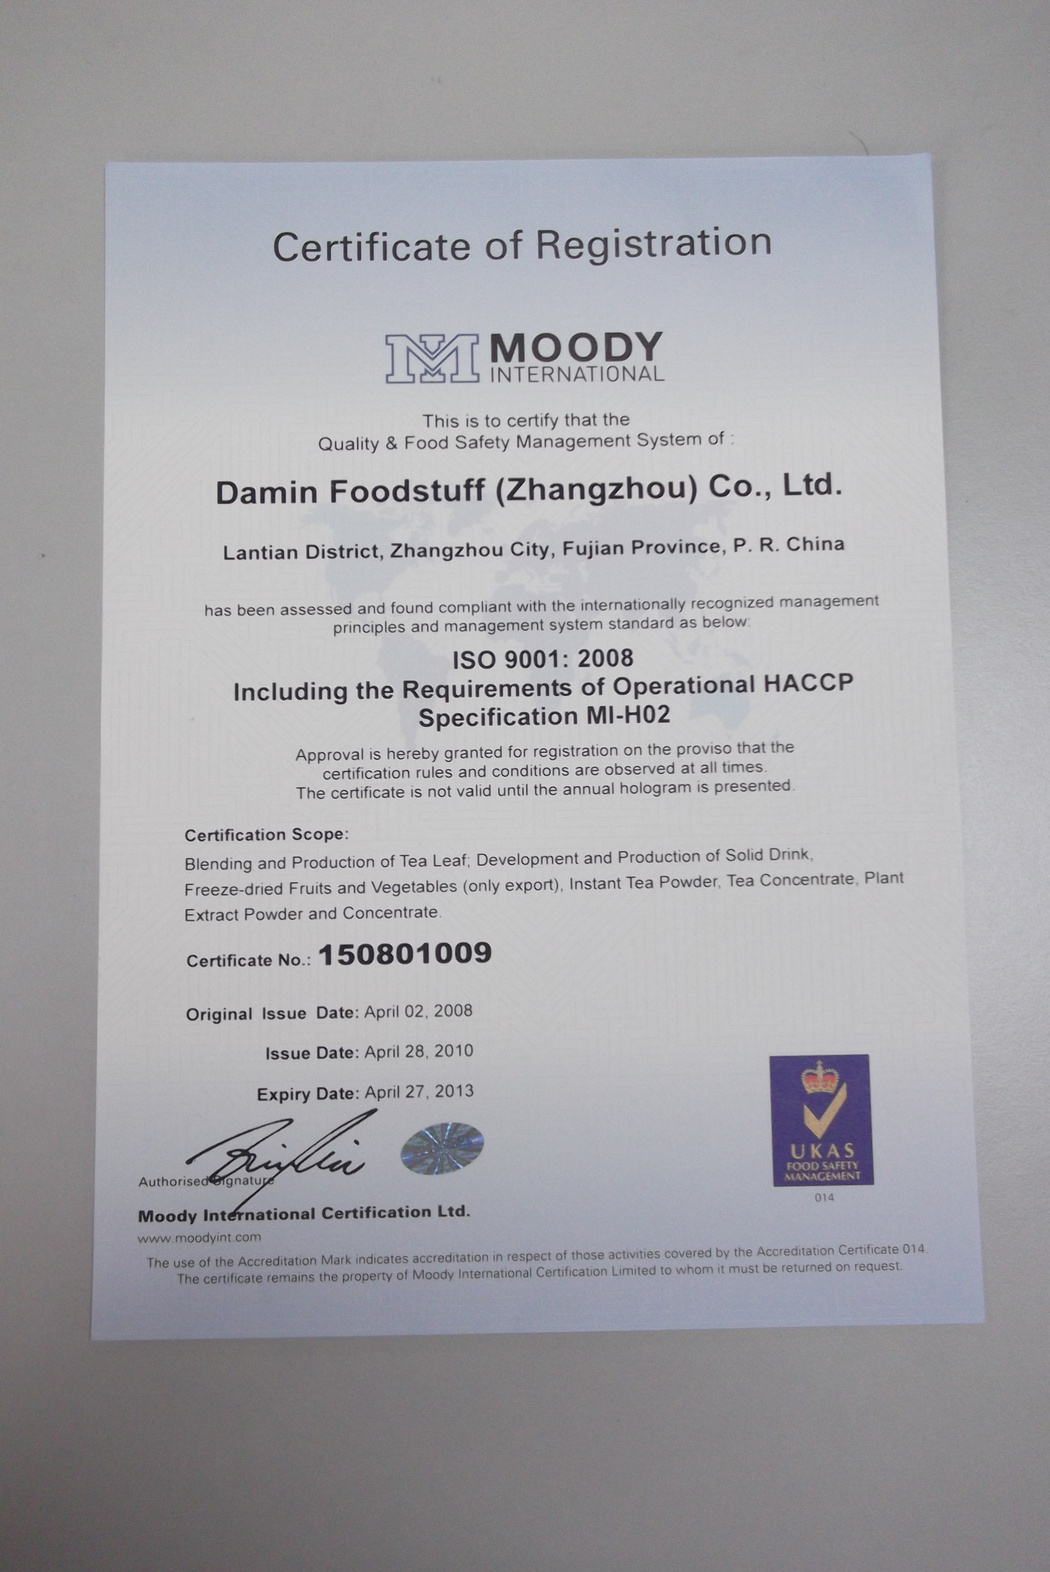 Certificate of Registration
MOODY
INTERNATIONAL
This is to certify that the
Quality & Food Safety Management System of :
Damin Foodstuff (Zhangzhou) Co., Ltd.
Lantian District, Zhangzhou City, Fujian Province, P. R. China
has been assessed and found compliant with the internationally recognized management
principles and management system standard as below:
ISO 9001: 2008
Including the Requirements of Operational HACCP
Specification MI-H02
Approval is hereby granted for registration on the proviso that the
certification rules and conditions are observed at all times.
The certificate is not valid until the annual hologram is presented.
Certification Scope:
Blending and Production of Tea Leaf; Development and Production of Solid Drink,
Freeze-dried Fruits and Vegetables (only export), Instant Tea Powder, Tea Concentrate, Plant
Extract Powder and Concentrate.
Certificate No.: 150801009
Original Issue Date: April 02, 2008
Issue Date: April 28, 2010
Expiry Date: April 27, 2013
Authorised Signature
Moody International Certification Ltd.
www.moodyint.com
UKAS
FOOD SAFETY
MANAGEMENT
014
The use of the Accreditation Mark indicates accreditation in respect of those activities covered by the Accreditation Certificate 014.
The certificate remains the property of Moody International Certification Limited to whom it must be returned on request.